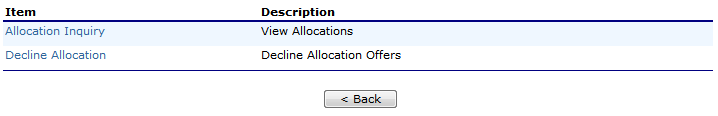 Item Description
Allocation Inquiry View Allocations
Decline Allocation Decline Allocation Offers
< Back